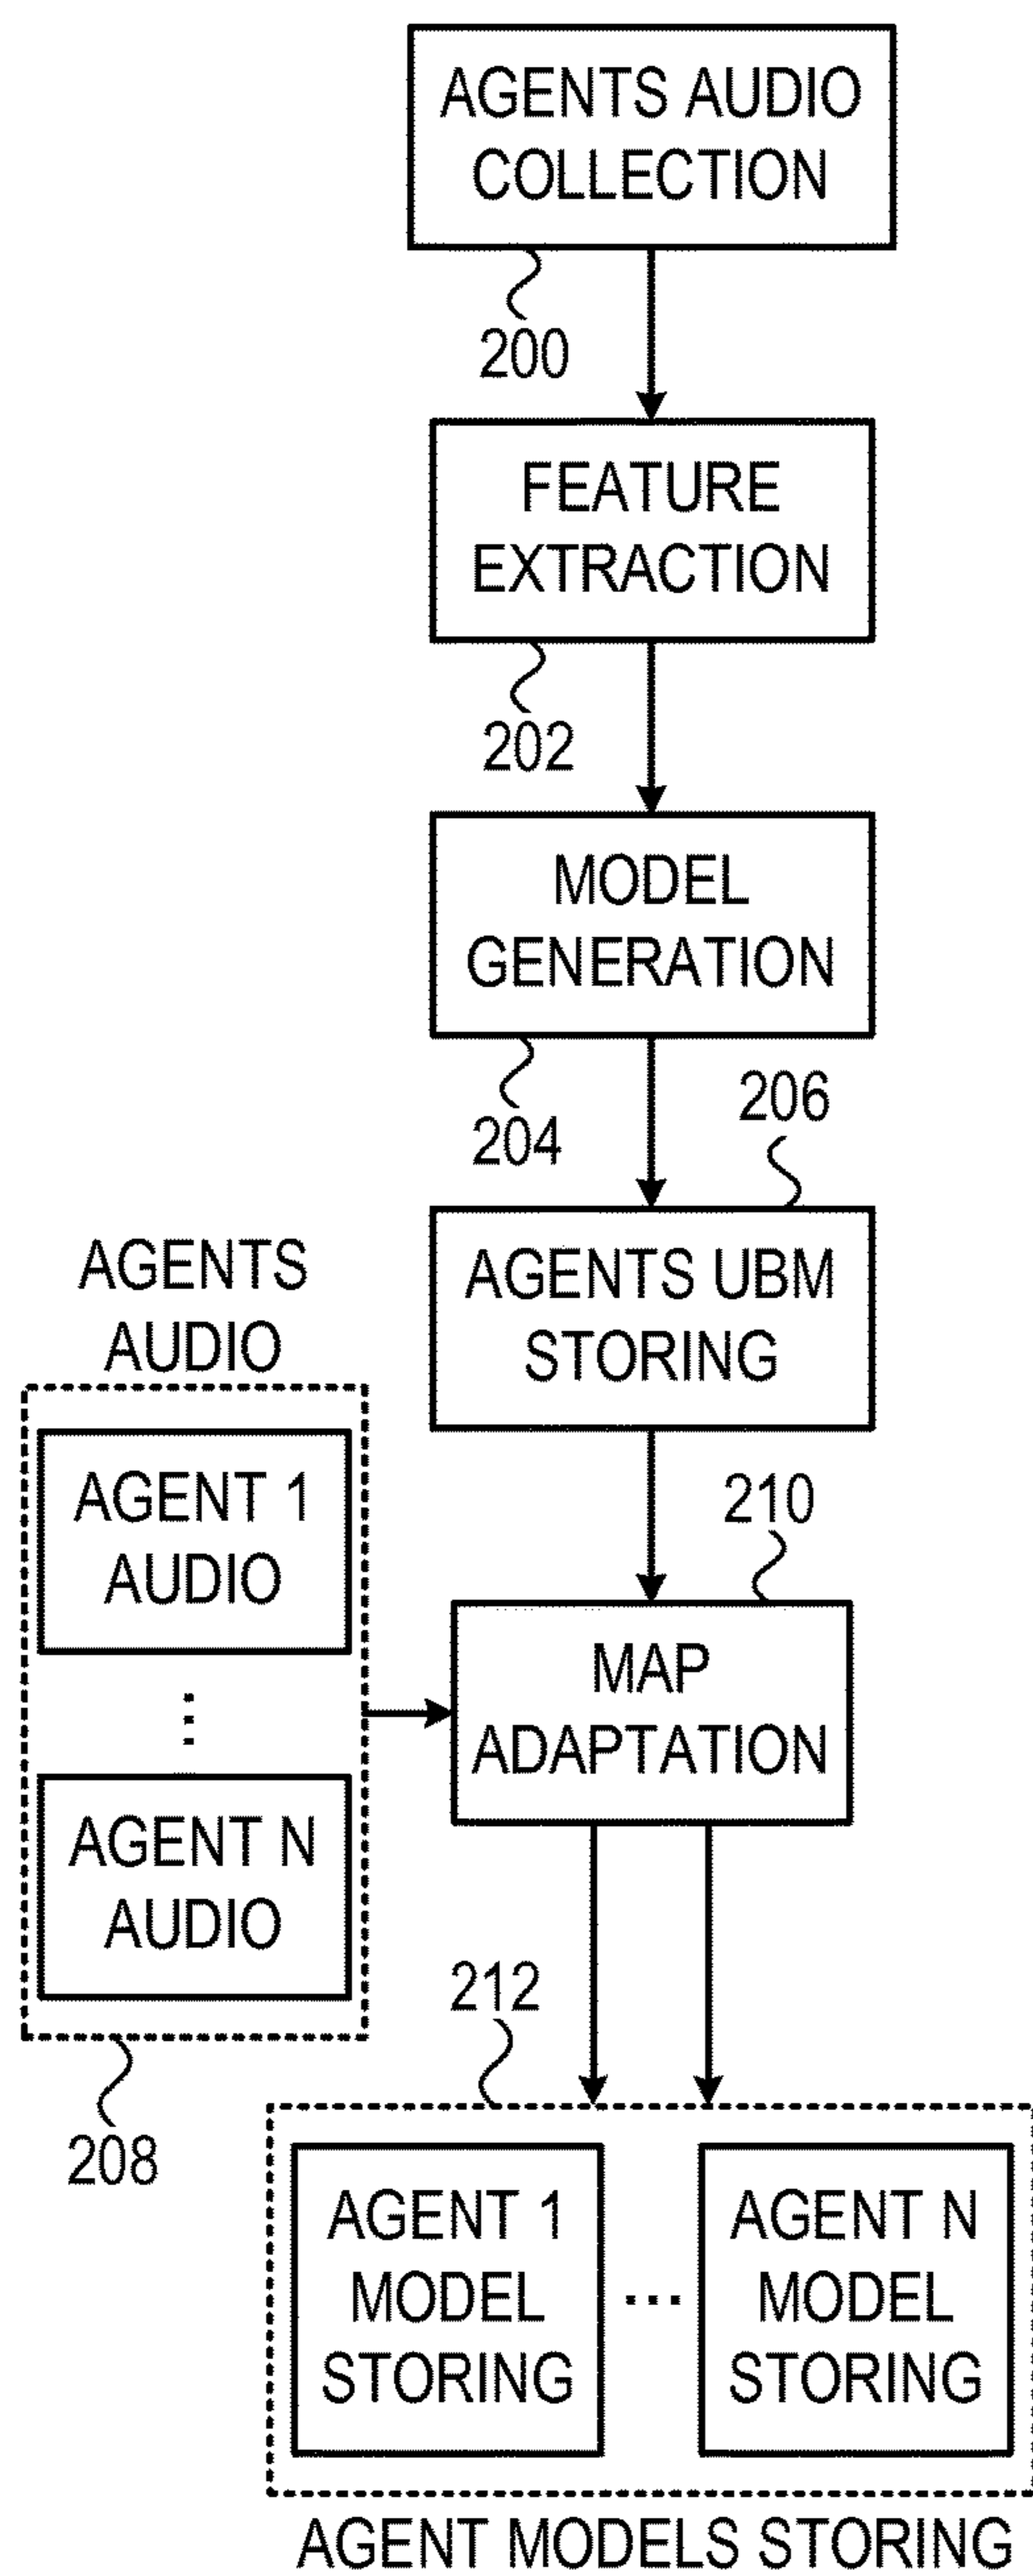 AGENTS AUDIO
COLLECTION
200
FEATURE
EXTRACTION
202
MODEL
GENERATION
204
206
AGENTS UBM
STORING
AGENTS
AUDIO
AGENT 1
AUDIO
⋮
AGENT N
AUDIO
208
210
MAP
ADAPTATION
212
AGENT 1
MODEL
STORING
...
AGENT N
MODEL
STORING
AGENT MODELS STORING